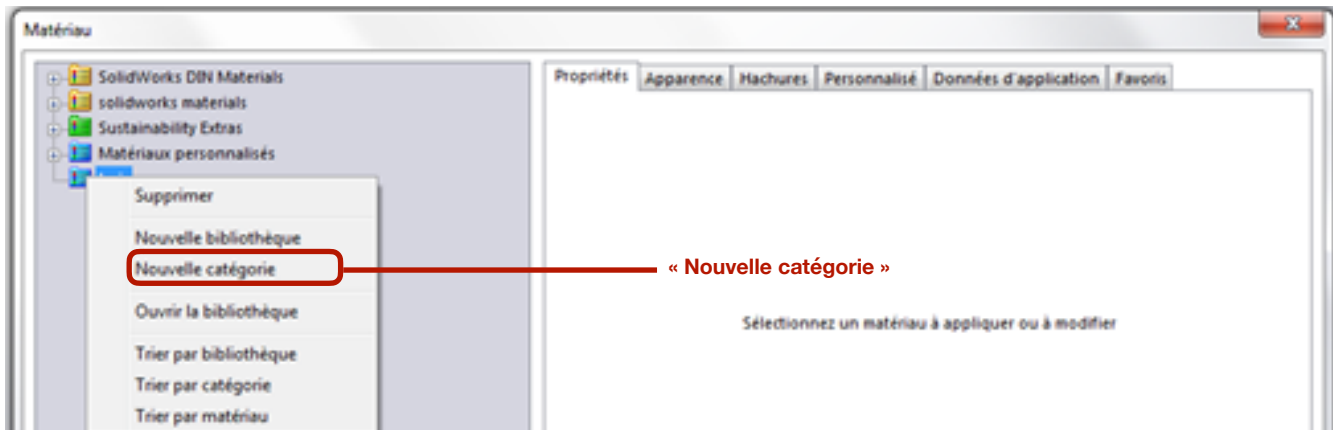 Matériau
SolidWorks DIN Materials
solidworks materials
Sustainability Extras
Matériaux personnalisés
Propriétés Apparence Hachures Personnalisé Données d'application Favoris
Supprimer
Nouvelle bibliothèque
Nouvelle catégorie
« Nouvelle catégorie »
Ouvrir la bibliothèque
Sélectionnez un matériau à appliquer ou à modifier
Trier par bibliothèque
Trier par catégorie
Trier par matériau